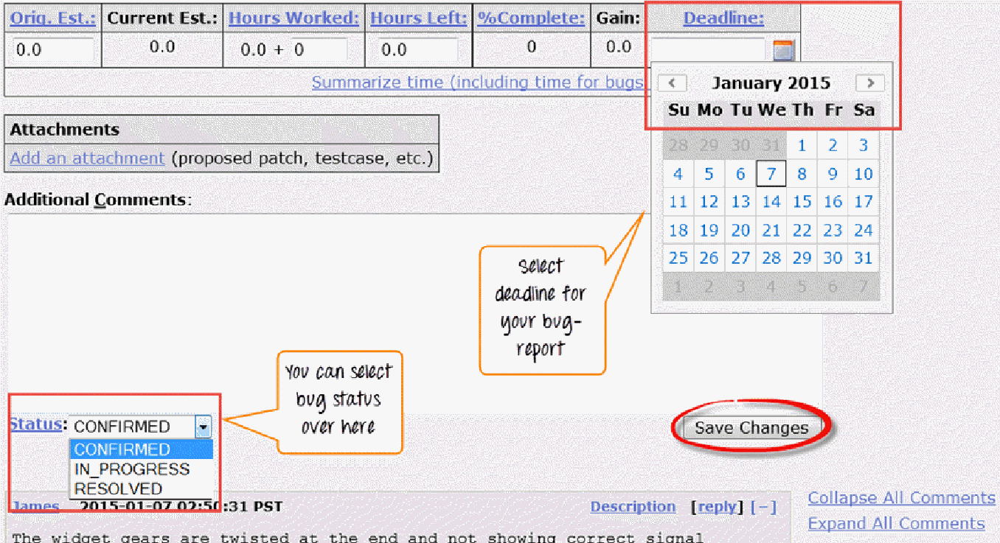 Orig. Est.: Current Est.: Hours Worked: Hours Left: %Complete: Gain: Deadline:
0.0 0.0 0.0 + 0 0.0 0 0.0
Summarize time (including time for bugs
January 2015
Su Mo Tu We Th Fr Sa
28 29 30 31 1 2 3
4 5 6 7 8 9 10
11 12 13 14 15 16 17
18 19 20 21 22 23 24
25 26 27 28 29 30 31
1 2 3 4 5 6 7
Attachments
Add an attachment (proposed patch, testcase, etc.)
Additional Comments:
Select
deadline for
your bug-
report
You can select
bug status
over here
Status: CONFIRMED
CONFIRMED
IN_PROGRESS
RESOLVED
Save Changes
James 2015-01-07 02:50:31 PST Description [reply] [−]
Collapse All Comments
Expand All Comments
The widget gears are twisted at the end and not showing correct signal